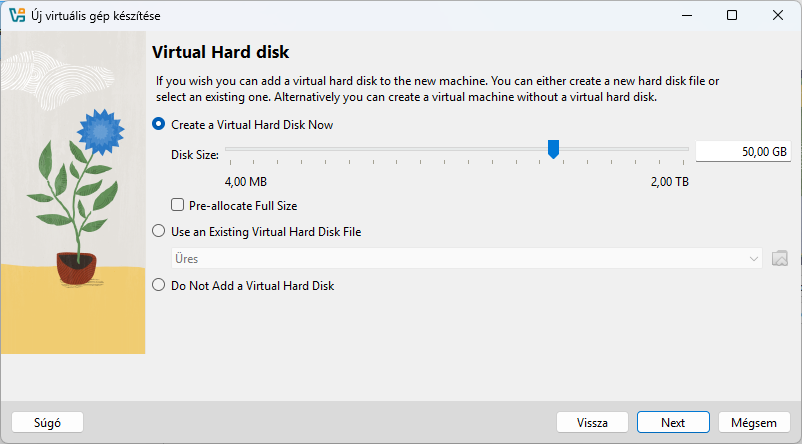 Új virtuális gép készítése
Virtual Hard disk
If you wish you can add a virtual hard disk to the new machine. You can either create a new hard disk file or
select an existing one. Alternatively you can create a virtual machine without a virtual hard disk.
Create a Virtual Hard Disk Now
Disk Size:
50,00 GB
4,00 MB
2,00 TB
Pre-allocate Full Size
Use an Existing Virtual Hard Disk File
Üres
Do Not Add a Virtual Hard Disk
Súgó
Vissza
Next
Mégsem